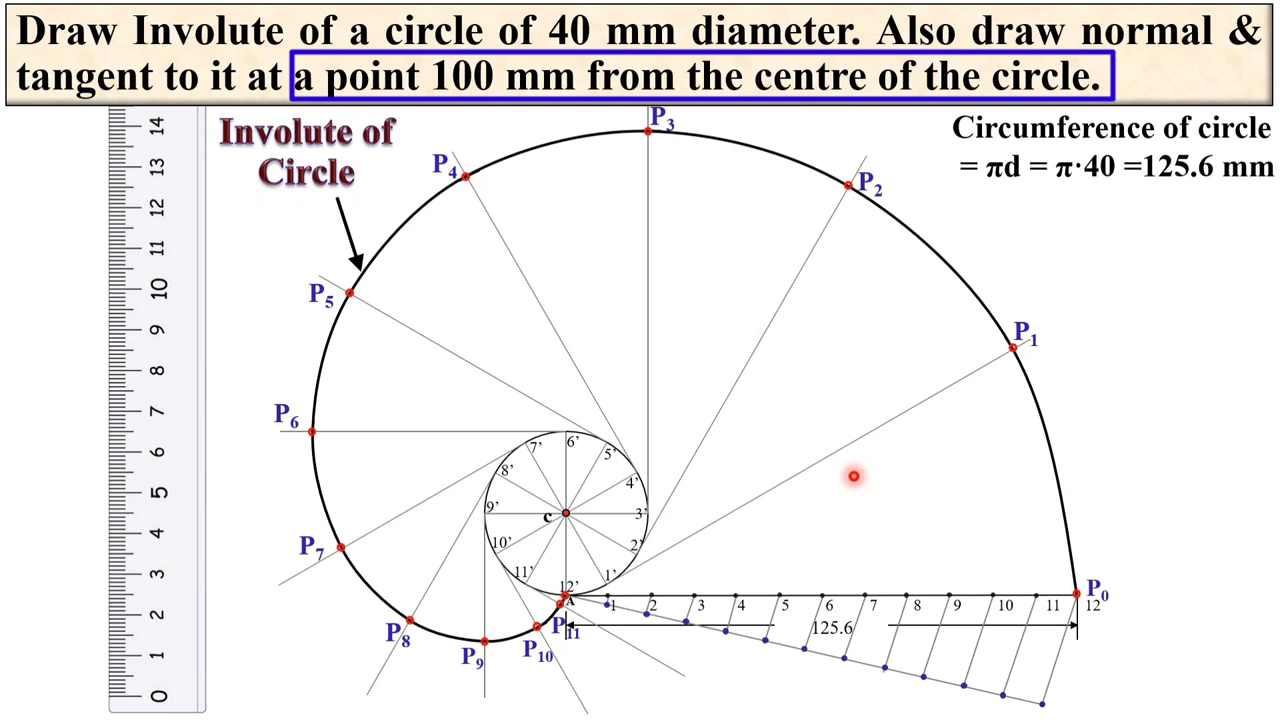 Draw Involute of a circle of 40 mm diameter. Also draw normal &
tangent to it at a point 100 mm from the centre of the circle.
Involute of
Circle
Circumference of circle
= πd = π·40 =125.6 mm
14
13
12
11
10
9
8
7
6
5
4
3
2
1
0
P3
P4
P2
P5
P1
P6
P7
P8
P9
P10
P11
P0
6’
7’
5’
8’
4’
9’
c
3’
10’
2’
11’
1’
12’
A
1
2
3
4
5
6
7
8
9
10
11
12
125.6